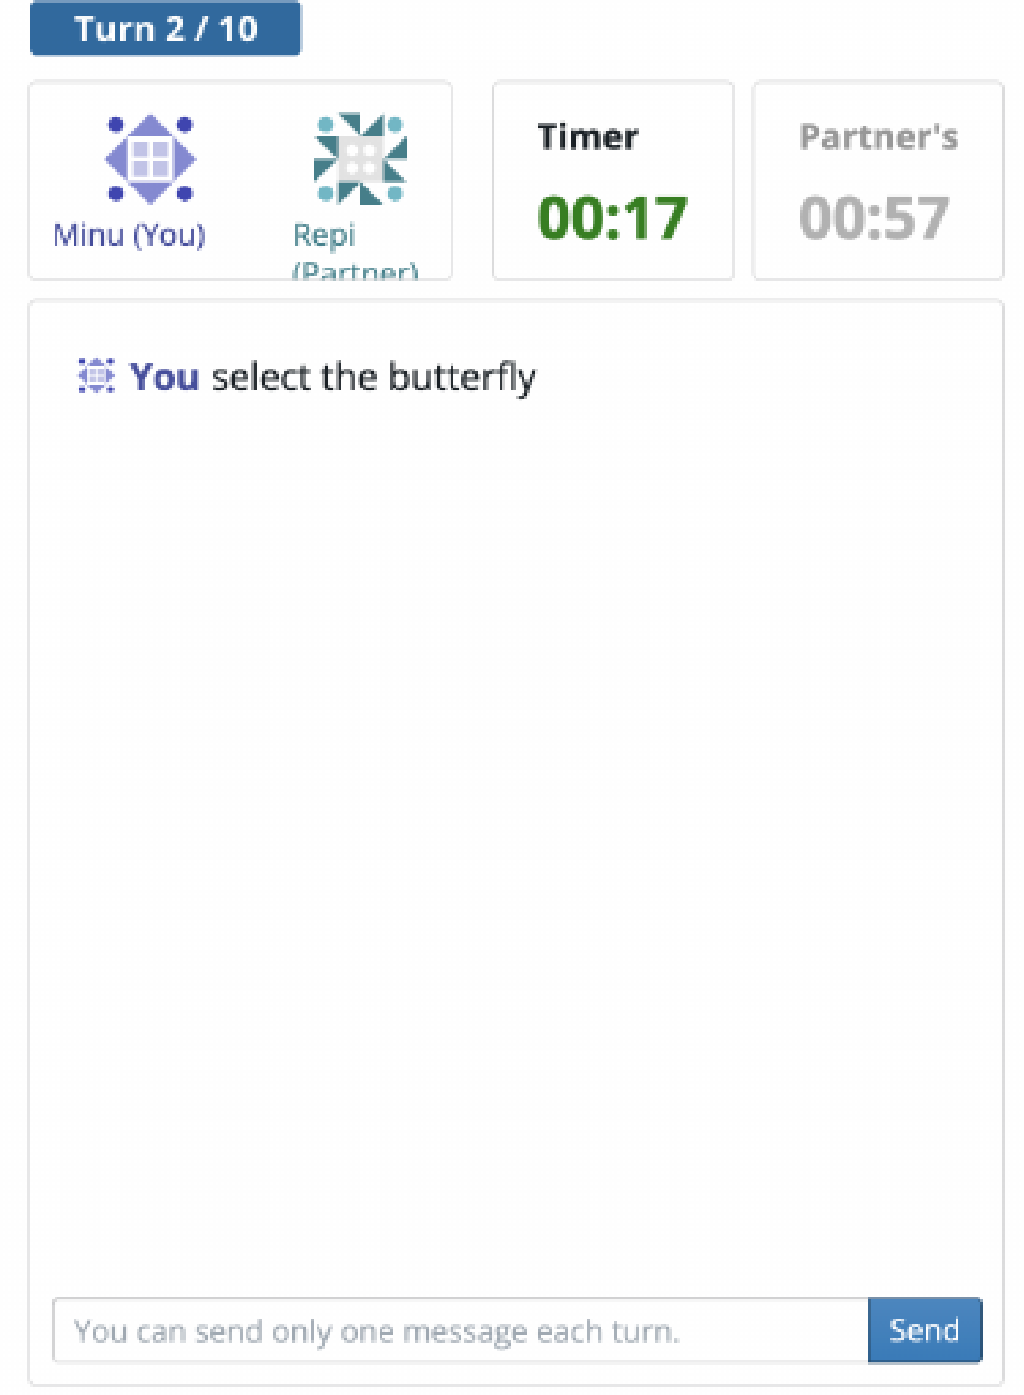 Turn 2 / 10
Minu (You)
Repi
(Partner)
Timer
00:17
Partner's
00:57
You select the butterfly
You can send only one message each turn.
Send